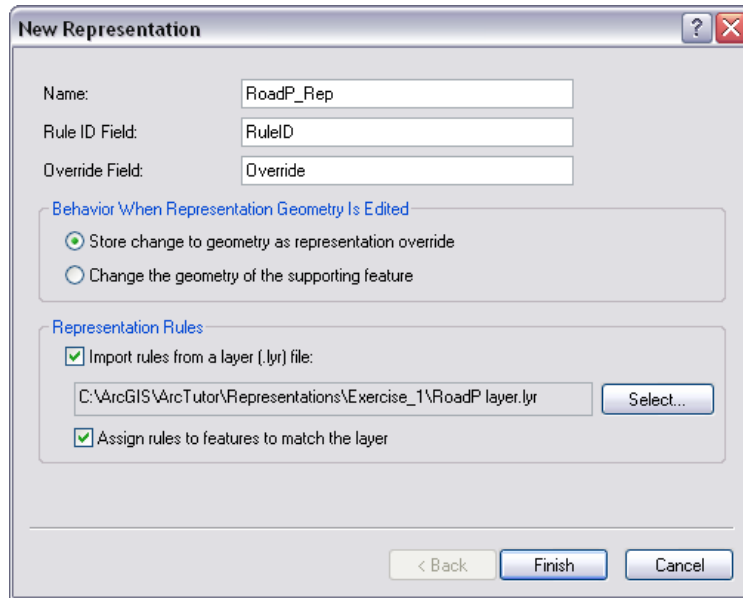 New Representation
Name: RoadP_Rep
Rule ID Field: RuleID
Override Field: Override
Behavior When Representation Geometry Is Edited
Store change to geometry as representation override
Change the geometry of the supporting feature
Representation Rules
Import rules from a layer (.lyr) file:
C:\ArcGIS\ArcTutor\Representations\Exercise_1\RoadP layer.lyr Select...
Assign rules to features to match the layer
< Back Finish Cancel